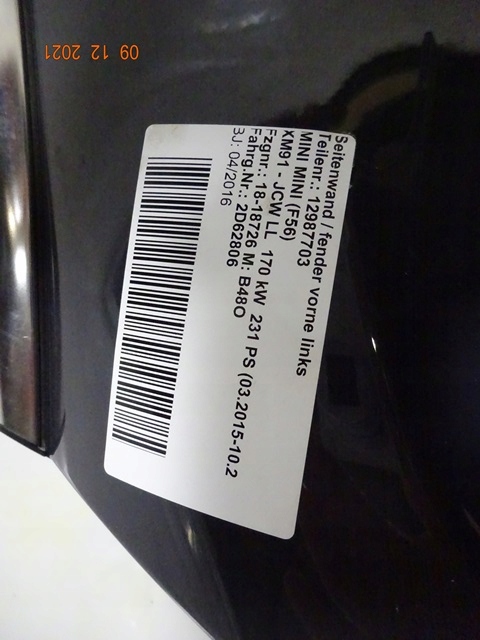 Seitenwand / fender vorne links
Teilenr.: 12987703
MINI MINI (F56)
XM91 - JCW LL 170 kW 231 PS (03.2015-10.2
Fzgnr.: 18-18726 M: B48O
Fahrg.Nr.: 2D62806
BJ: 04/2016
09 12 2021